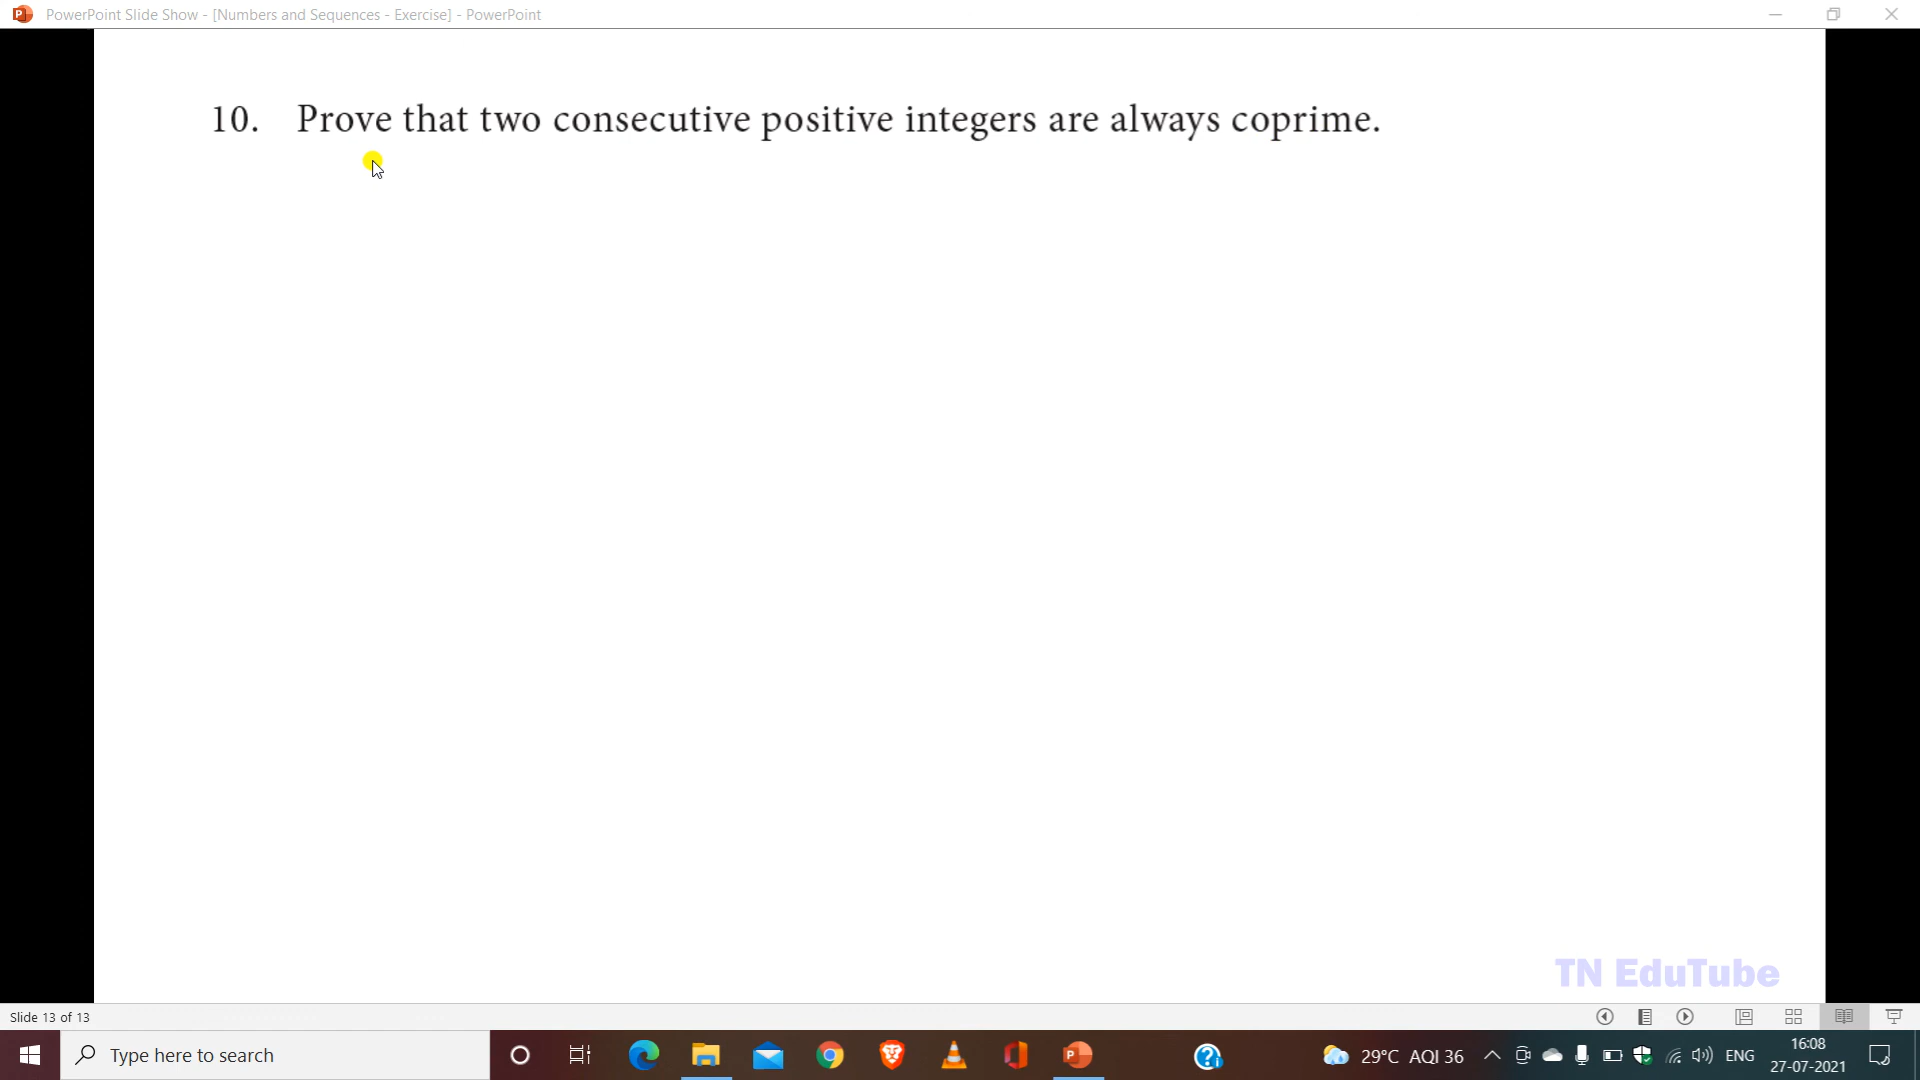 PowerPoint Slide Show - [Numbers and Sequences - Exercise] - PowerPoint
10. Prove that two consecutive positive integers are always coprime.
TN EduTube
Slide 13 of 13
Type here to search
29°C AQI 36
ENG
16:08
27-07-2021